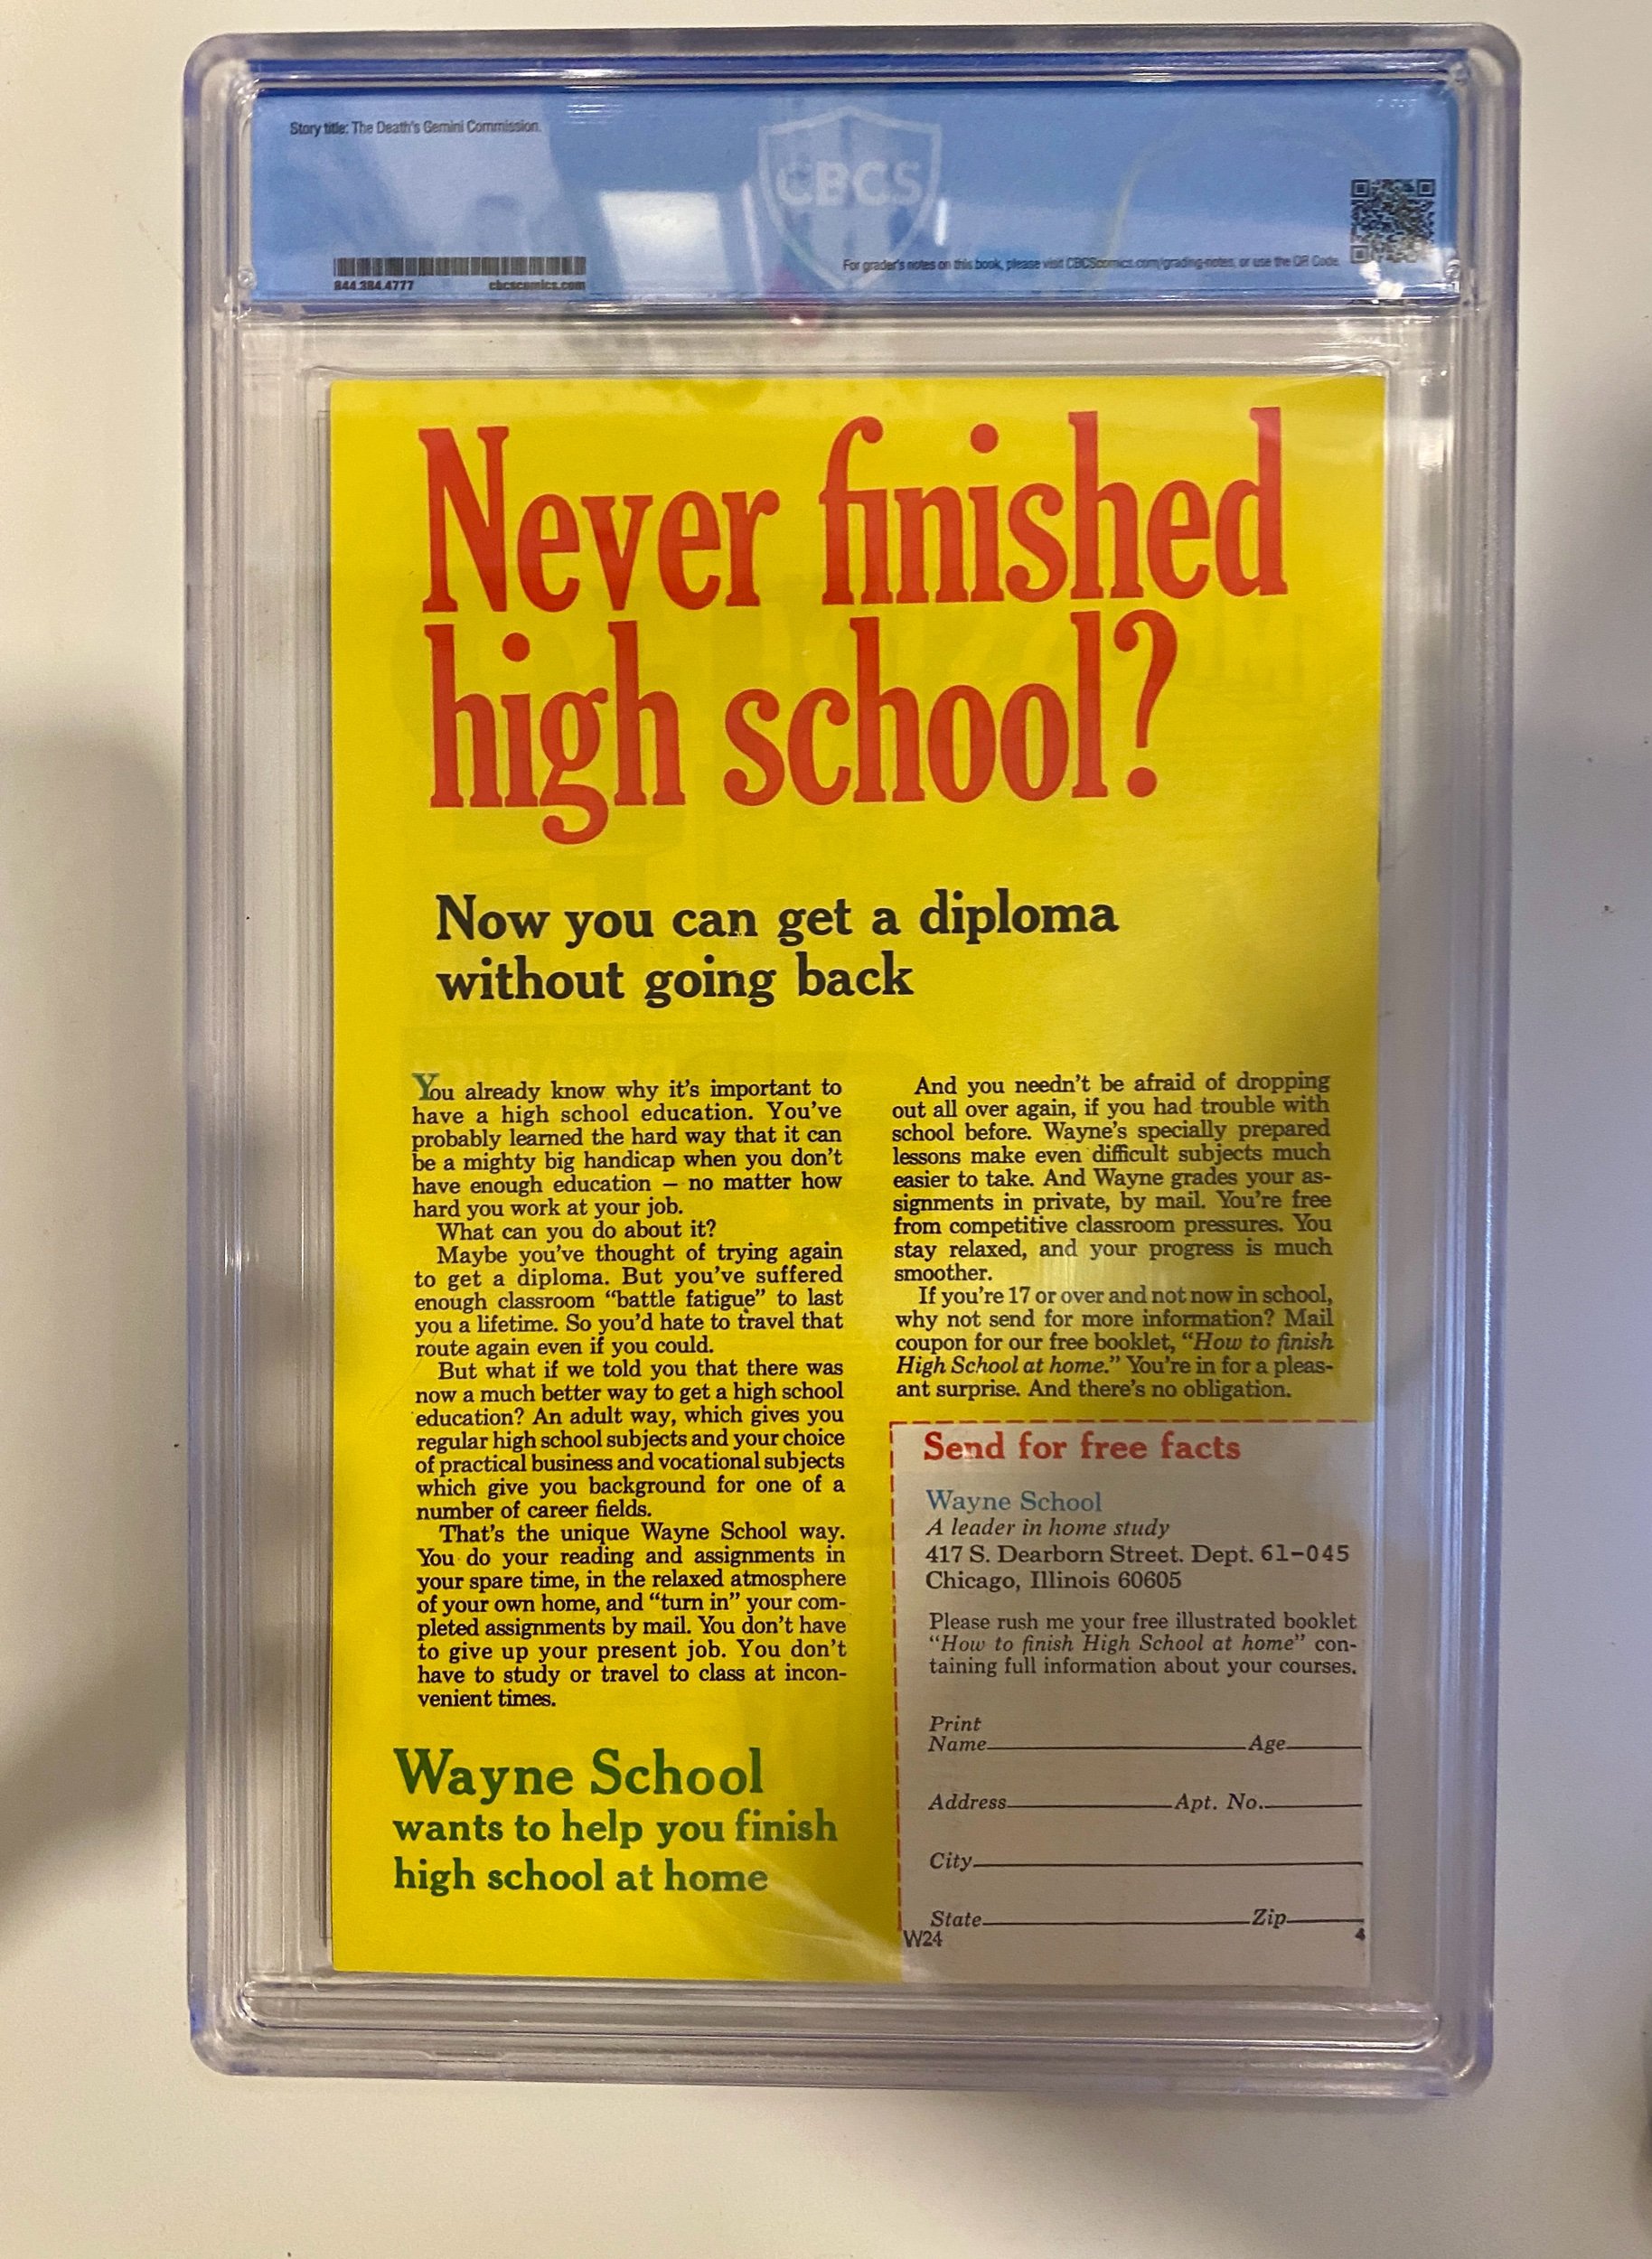 Story title: The Death's Gemini Commission.
CBCS
844.384.4777 cbcscomics.com
For grader's notes on this book, please visit CBCScomics.com/grading-notes, or use the QR Code.
Never finished
high school?
Now you can get a diploma
without going back
You already know why it's important to
have a high school education. You've
probably learned the hard way that it can
be a mighty big handicap when you don't
have enough education — no matter how
hard you work at your job.
What can you do about it?
Maybe you've thought of trying again
to get a diploma. But you've suffered
enough classroom “battle fatigue” to last
you a lifetime. So you'd hate to travel that
route again even if you could.
But what if we told you that there was
now a much better way to get a high school
education? An adult way, which gives you
regular high school subjects and your choice
of practical business and vocational subjects
which give you background for one of a
number of career fields.
That's the unique Wayne School way.
You do your reading and assignments in
your spare time, in the relaxed atmosphere
of your own home, and “turn in” your com-
pleted assignments by mail. You don't have
to give up your present job. You don't
have to study or travel to class at incon-
venient times.
Wayne School
wants to help you finish
high school at home
And you needn't be afraid of dropping
out all over again, if you had trouble with
school before. Wayne's specially prepared
lessons make even difficult subjects much
easier to take. And Wayne grades your as-
signments in private, by mail. You're free
from competitive classroom pressures. You
stay relaxed, and your progress is much
smoother.
If you're 17 or over and not now in school,
why not send for more information? Mail
coupon for our free booklet, “How to finish
High School at home.” You're in for a pleas-
ant surprise. And there's no obligation.
Send for free facts
Wayne School
A leader in home study
417 S. Dearborn Street. Dept. 61-045
Chicago, Illinois 60605
Please rush me your free illustrated booklet
“How to finish High School at home” con-
taining full information about your courses.
Print
Name Age
Address Apt. No.
City
State Zip
W24 4